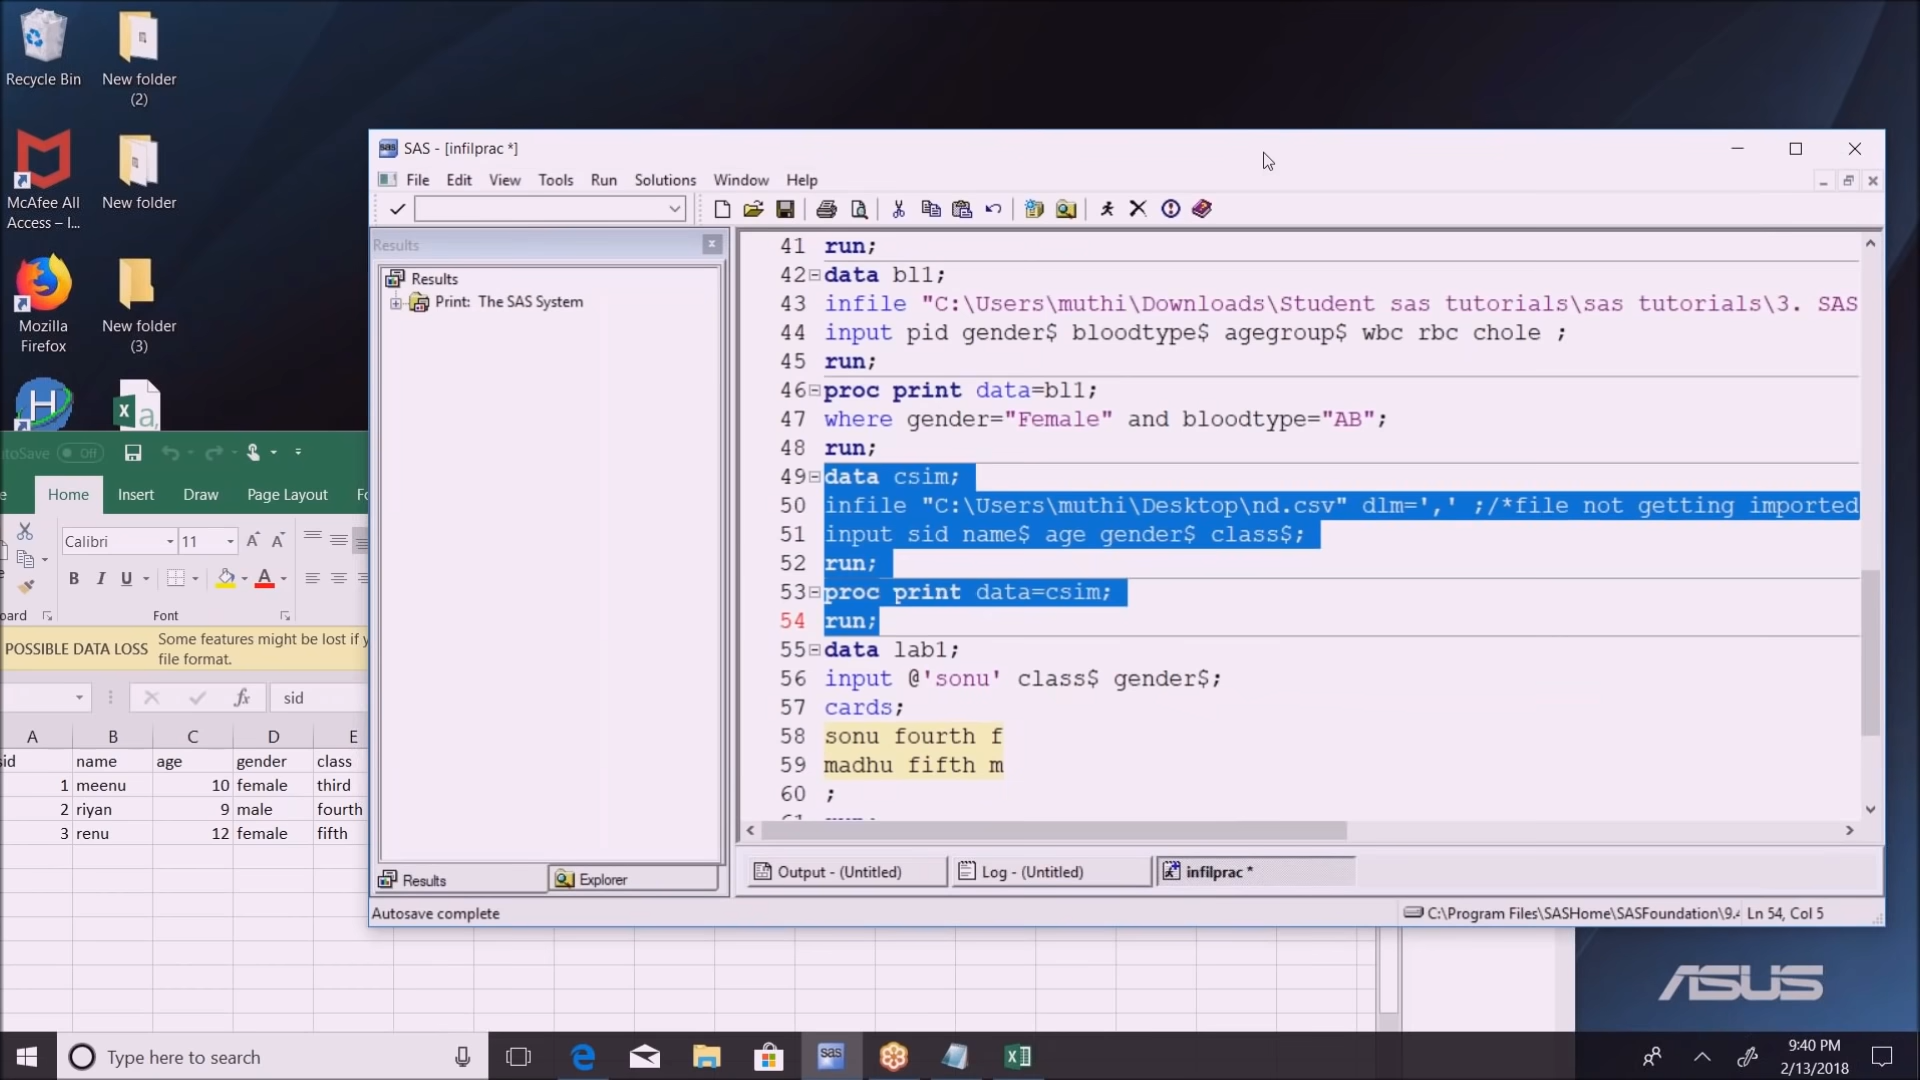 Recycle Bin
New folder
(2)
McAfee All
Access – I...
New folder
Mozilla
Firefox
New folder
(3)
SAS - [infilprac *]
File Edit View Tools Run Solutions Window Help
Results
Results
Print: The SAS System
41 run;
42 data bl1;
43 infile "C:\Users\muthi\Downloads\Student sas tutorials\sas tutorials\3. SAS
44 input pid gender$ bloodtype$ agegroup$ wbc rbc chole ;
45 run;
46 proc print data=bl1;
47 where gender="Female" and bloodtype="AB";
48 run;
49 data csim;
50 infile "C:\Users\muthi\Desktop\nd.csv" dlm=',' ;/*file not getting imported
51 input sid name$ age gender$ class$;
52 run;
53 proc print data=csim;
54 run;
55 data lab1;
56 input @'sonu' class$ gender$;
57 cards;
58 sonu fourth f
59 madhu fifth m
60 ;
Results Explorer
Output - (Untitled) Log - (Untitled) infilprac *
Autosave complete
C:\Program Files\SASHome\SASFoundation\9.4 Ln 54, Col 5
utoSave Off
Home Insert Draw Page Layout
Calibri 11
B I U
oard Font
POSSIBLE DATA LOSS Some features might be lost if y
file format.
fx sid
A B C D E
sid name age gender class
1 meenu 10 female third
2 riyan 9 male fourth
3 renu 12 female fifth
ASUS
Type here to search
sas
9:40 PM
2/13/2018